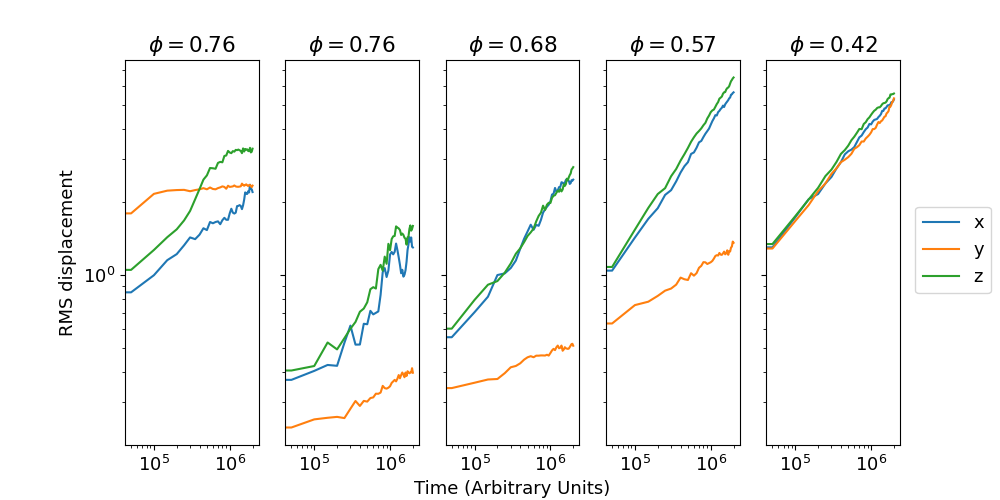 ϕ = 0.76
ϕ = 0.76
ϕ = 0.68
ϕ = 0.57
ϕ = 0.42
RMS displacement
10⁰
10⁵ 10⁶
10⁵ 10⁶
10⁵ 10⁶
10⁵ 10⁶
10⁵ 10⁶
Time (Arbitrary Units)
x
y
z